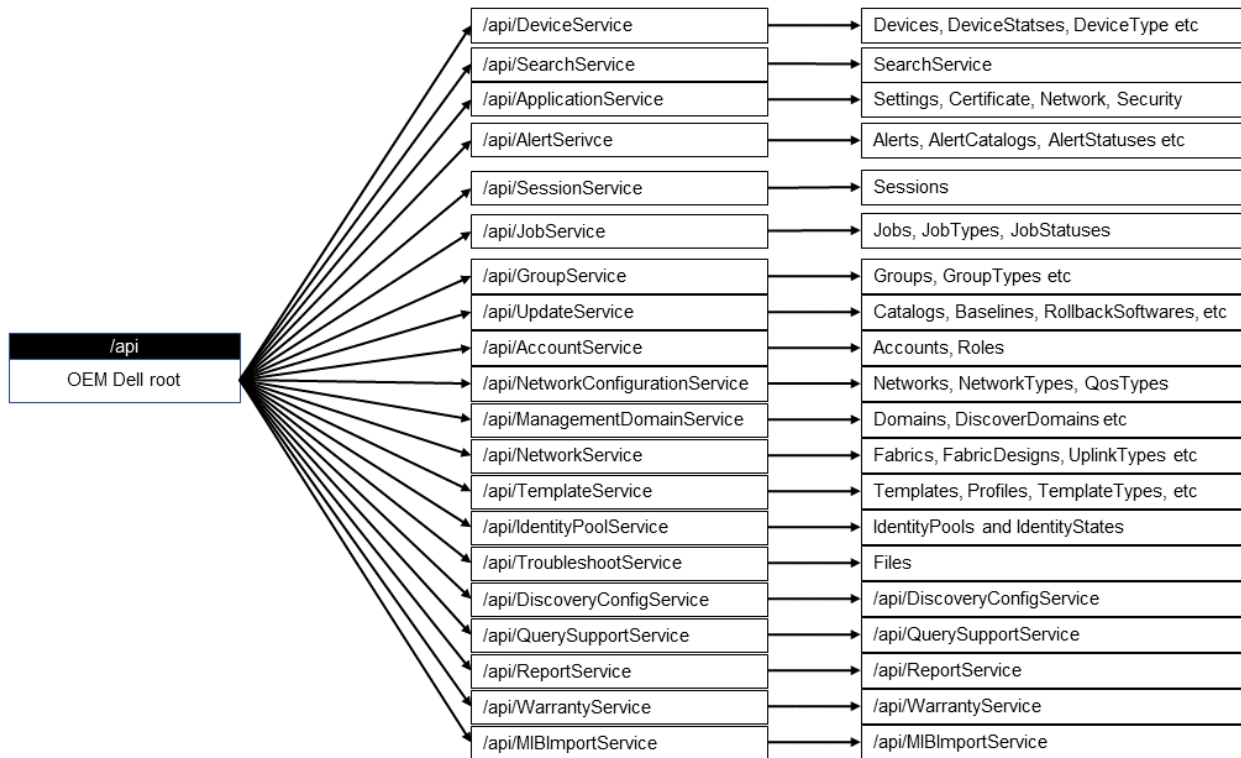 /api/DeviceService
Devices, DeviceStatses, DeviceType etc
/api/SearchService
SearchService
/api/ApplicationService
Settings, Certificate, Network, Security
/api/AlertSerivce
Alerts, AlertCatalogs, AlertStatuses etc
/api/SessionService
Sessions
/api/JobService
Jobs, JobTypes, JobStatuses
/api/GroupService
Groups, GroupTypes etc
/api/UpdateService
Catalogs, Baselines, RollbackSoftwares, etc
/api
OEM Dell root
/api/AccountService
Accounts, Roles
/api/NetworkConfigurationService
Networks, NetworkTypes, QosTypes
/api/ManagementDomainService
Domains, DiscoverDomains etc
/api/NetworkService
Fabrics, FabricDesigns, UplinkTypes etc
/api/TemplateService
Templates, Profiles, TemplateTypes, etc
/api/IdentityPoolService
IdentityPools and IdentityStates
/api/TroubleshootService
Files
/api/DiscoveryConfigService
/api/DiscoveryConfigService
/api/QuerySupportService
/api/QuerySupportService
/api/ReportService
/api/ReportService
/api/WarrantyService
/api/WarrantyService
/api/MIBImportService
/api/MIBImportService